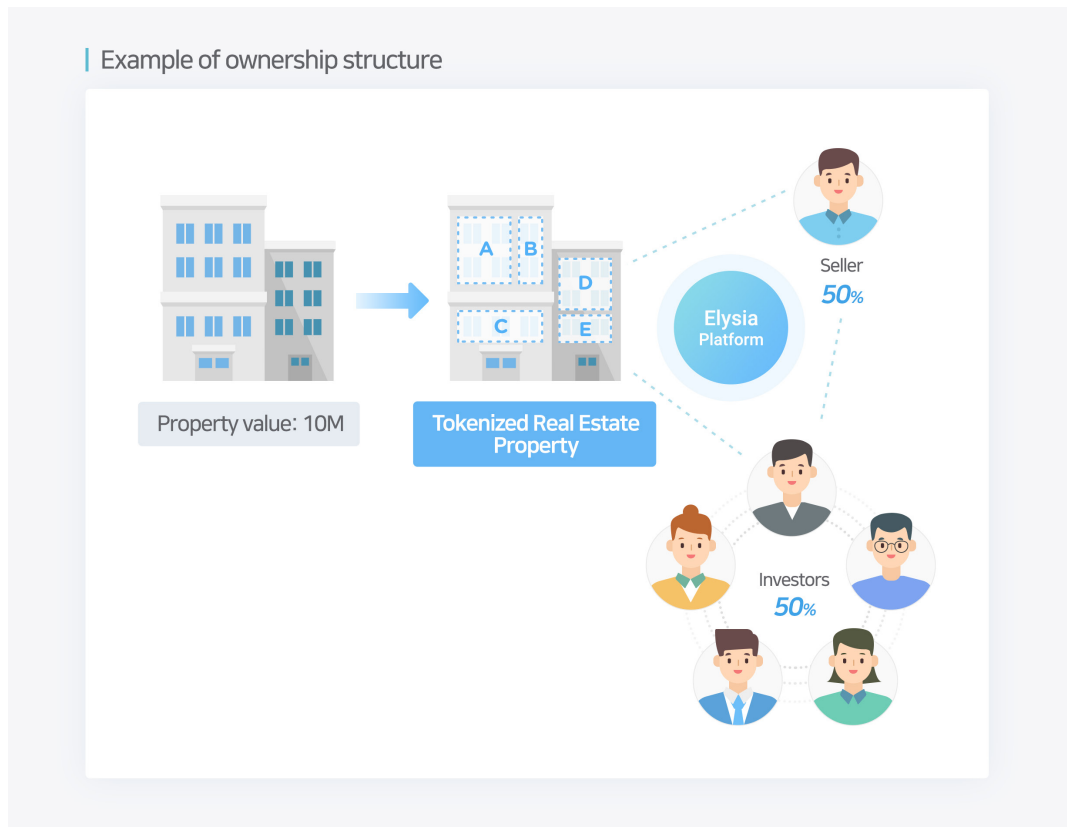 Example of ownership structure
A
B
C
D
E
Property value: 10M
Tokenized Real Estate
Property
Elysia
Platform
Seller
50%
Investors
50%